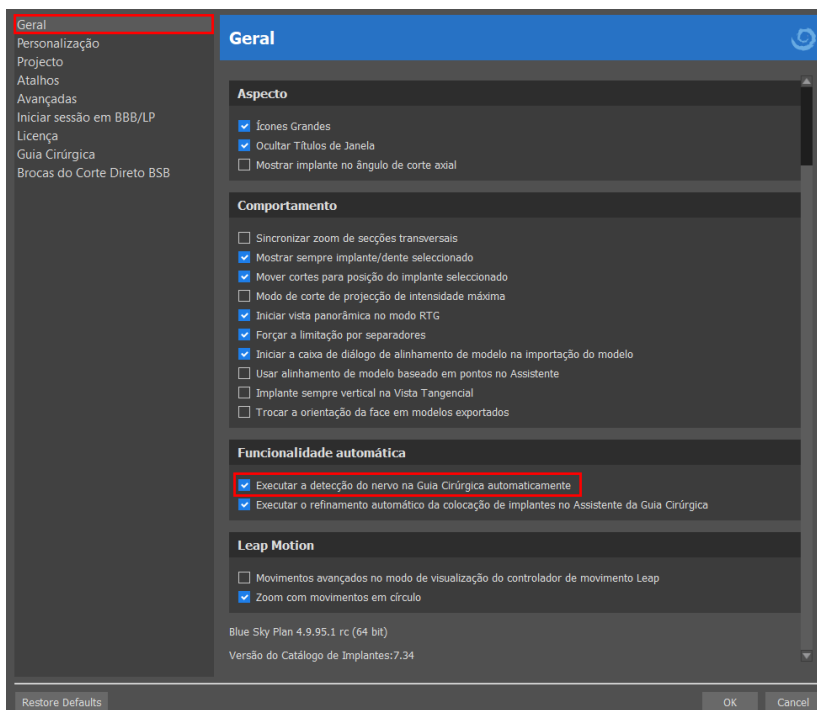 Geral
Personalização
Projecto
Atalhos
Avançadas
Iniciar sessão em BBB/LP
Licença
Guia Cirúrgica
Brocas do Corte Direto BSB
Geral
Aspecto
Ícones Grandes
Ocultar Títulos de Janela
Mostrar implante no ângulo de corte axial
Comportamento
Sincronizar zoom de secções transversais
Mostrar sempre implante/dente seleccionado
Mover cortes para posição do implante seleccionado
Modo de corte de projecção de intensidade máxima
Iniciar vista panorâmica no modo RTG
Forçar a limitação por separadores
Iniciar a caixa de diálogo de alinhamento de modelo na importação do modelo
Usar alinhamento de modelo baseado em pontos no Assistente
Implante sempre vertical na Vista Tangencial
Trocar a orientação da face em modelos exportados
Funcionalidade automática
Executar a detecção do nervo na Guia Cirúrgica automaticamente
Executar o refinamento automático da colocação de implantes no Assistente da Guia Cirúrgica
Leap Motion
Movimentos avançados no modo de visualização do controlador de movimento Leap
Zoom com movimentos em círculo
Blue Sky Plan 4.9.95.1 rc (64 bit)
Versão do Catálogo de Implantes:7.34
Restore Defaults
OK
Cancel